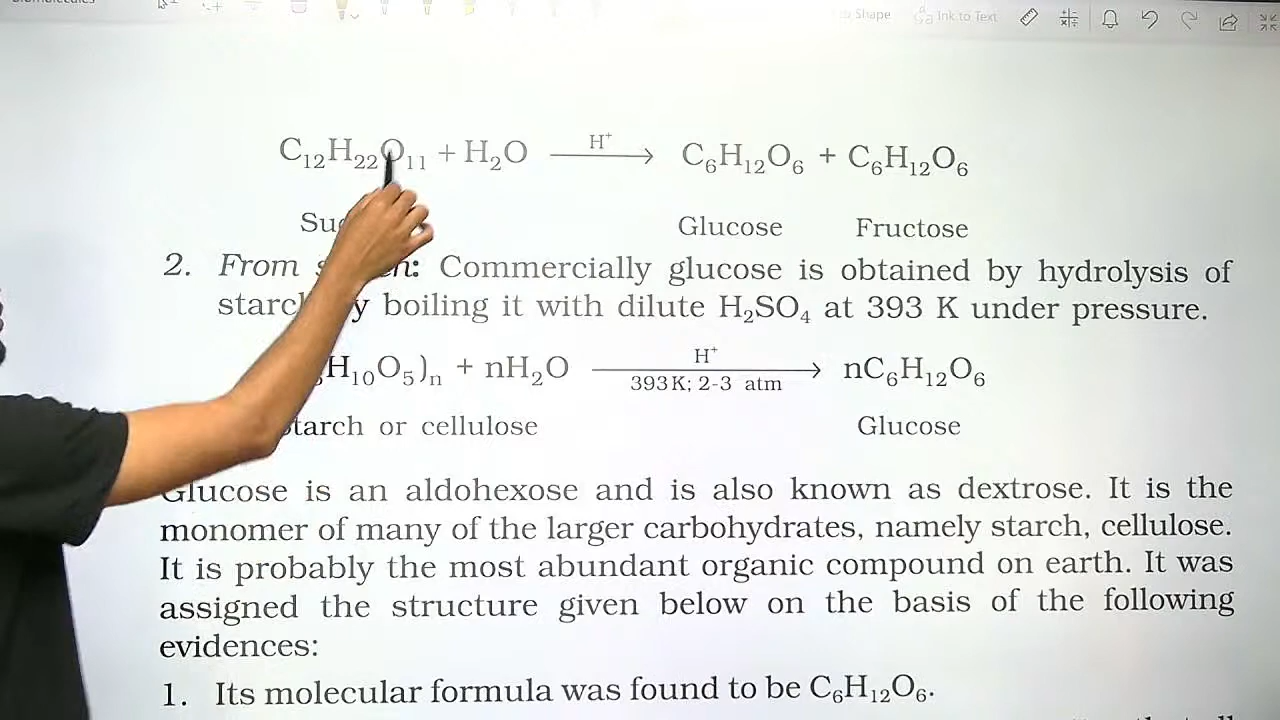 Shape Ink to Text
C₁₂H₂₂O₁₁ + H₂O H⁺ → C₆H₁₂O₆ + C₆H₁₂O₆
Glucose Fructose
2. From : Commercially glucose is obtained by hydrolysis of
boiling it with dilute H₂SO₄ at 393 K under pressure.
H₁₀O₅)ₙ + nH₂O H⁺ 393K; 2-3 atm → nC₆H₁₂O₆
or cellulose Glucose
Glucose is an aldohexose and is also known as dextrose. It is the
monomer of many of the larger carbohydrates, namely starch, cellulose.
It is probably the most abundant organic compound on earth. It was
assigned the structure given below on the basis of the following
evidences:
1. Its molecular formula was found to be C₆H₁₂O₆.